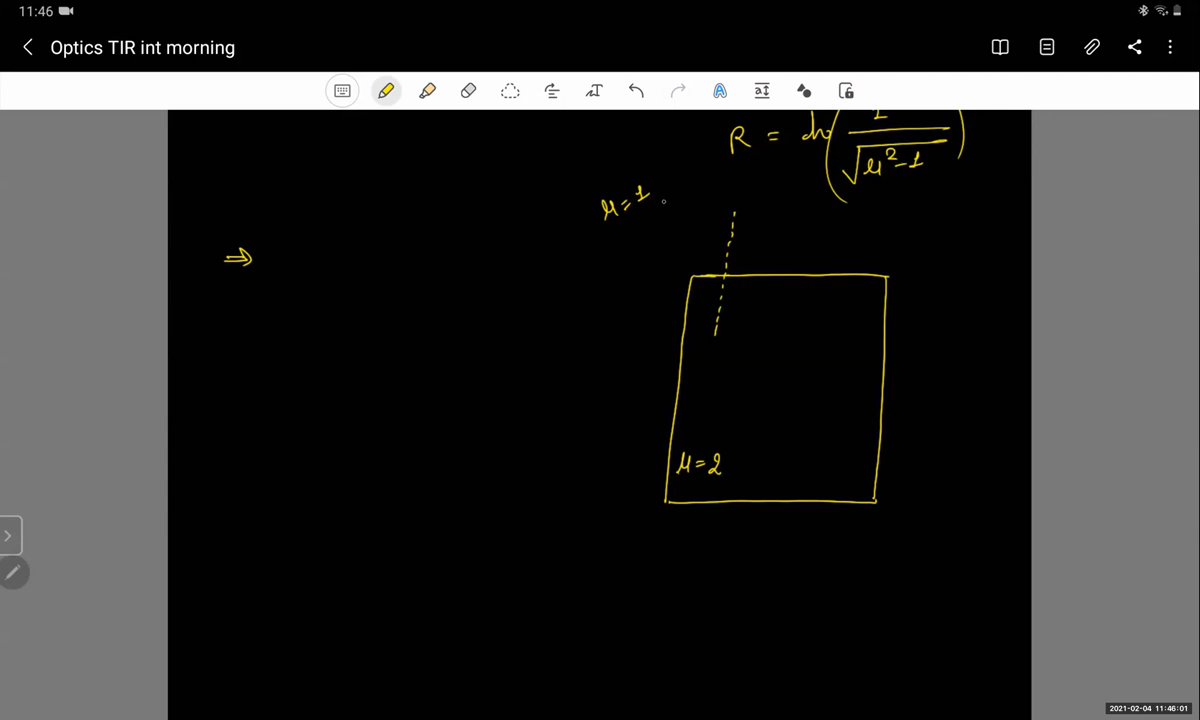 11:46
Optics TIR int morning
R = dh(1/√μ²-1)
μ=1
⇒
μ=2
2021-02-04 11:46:01